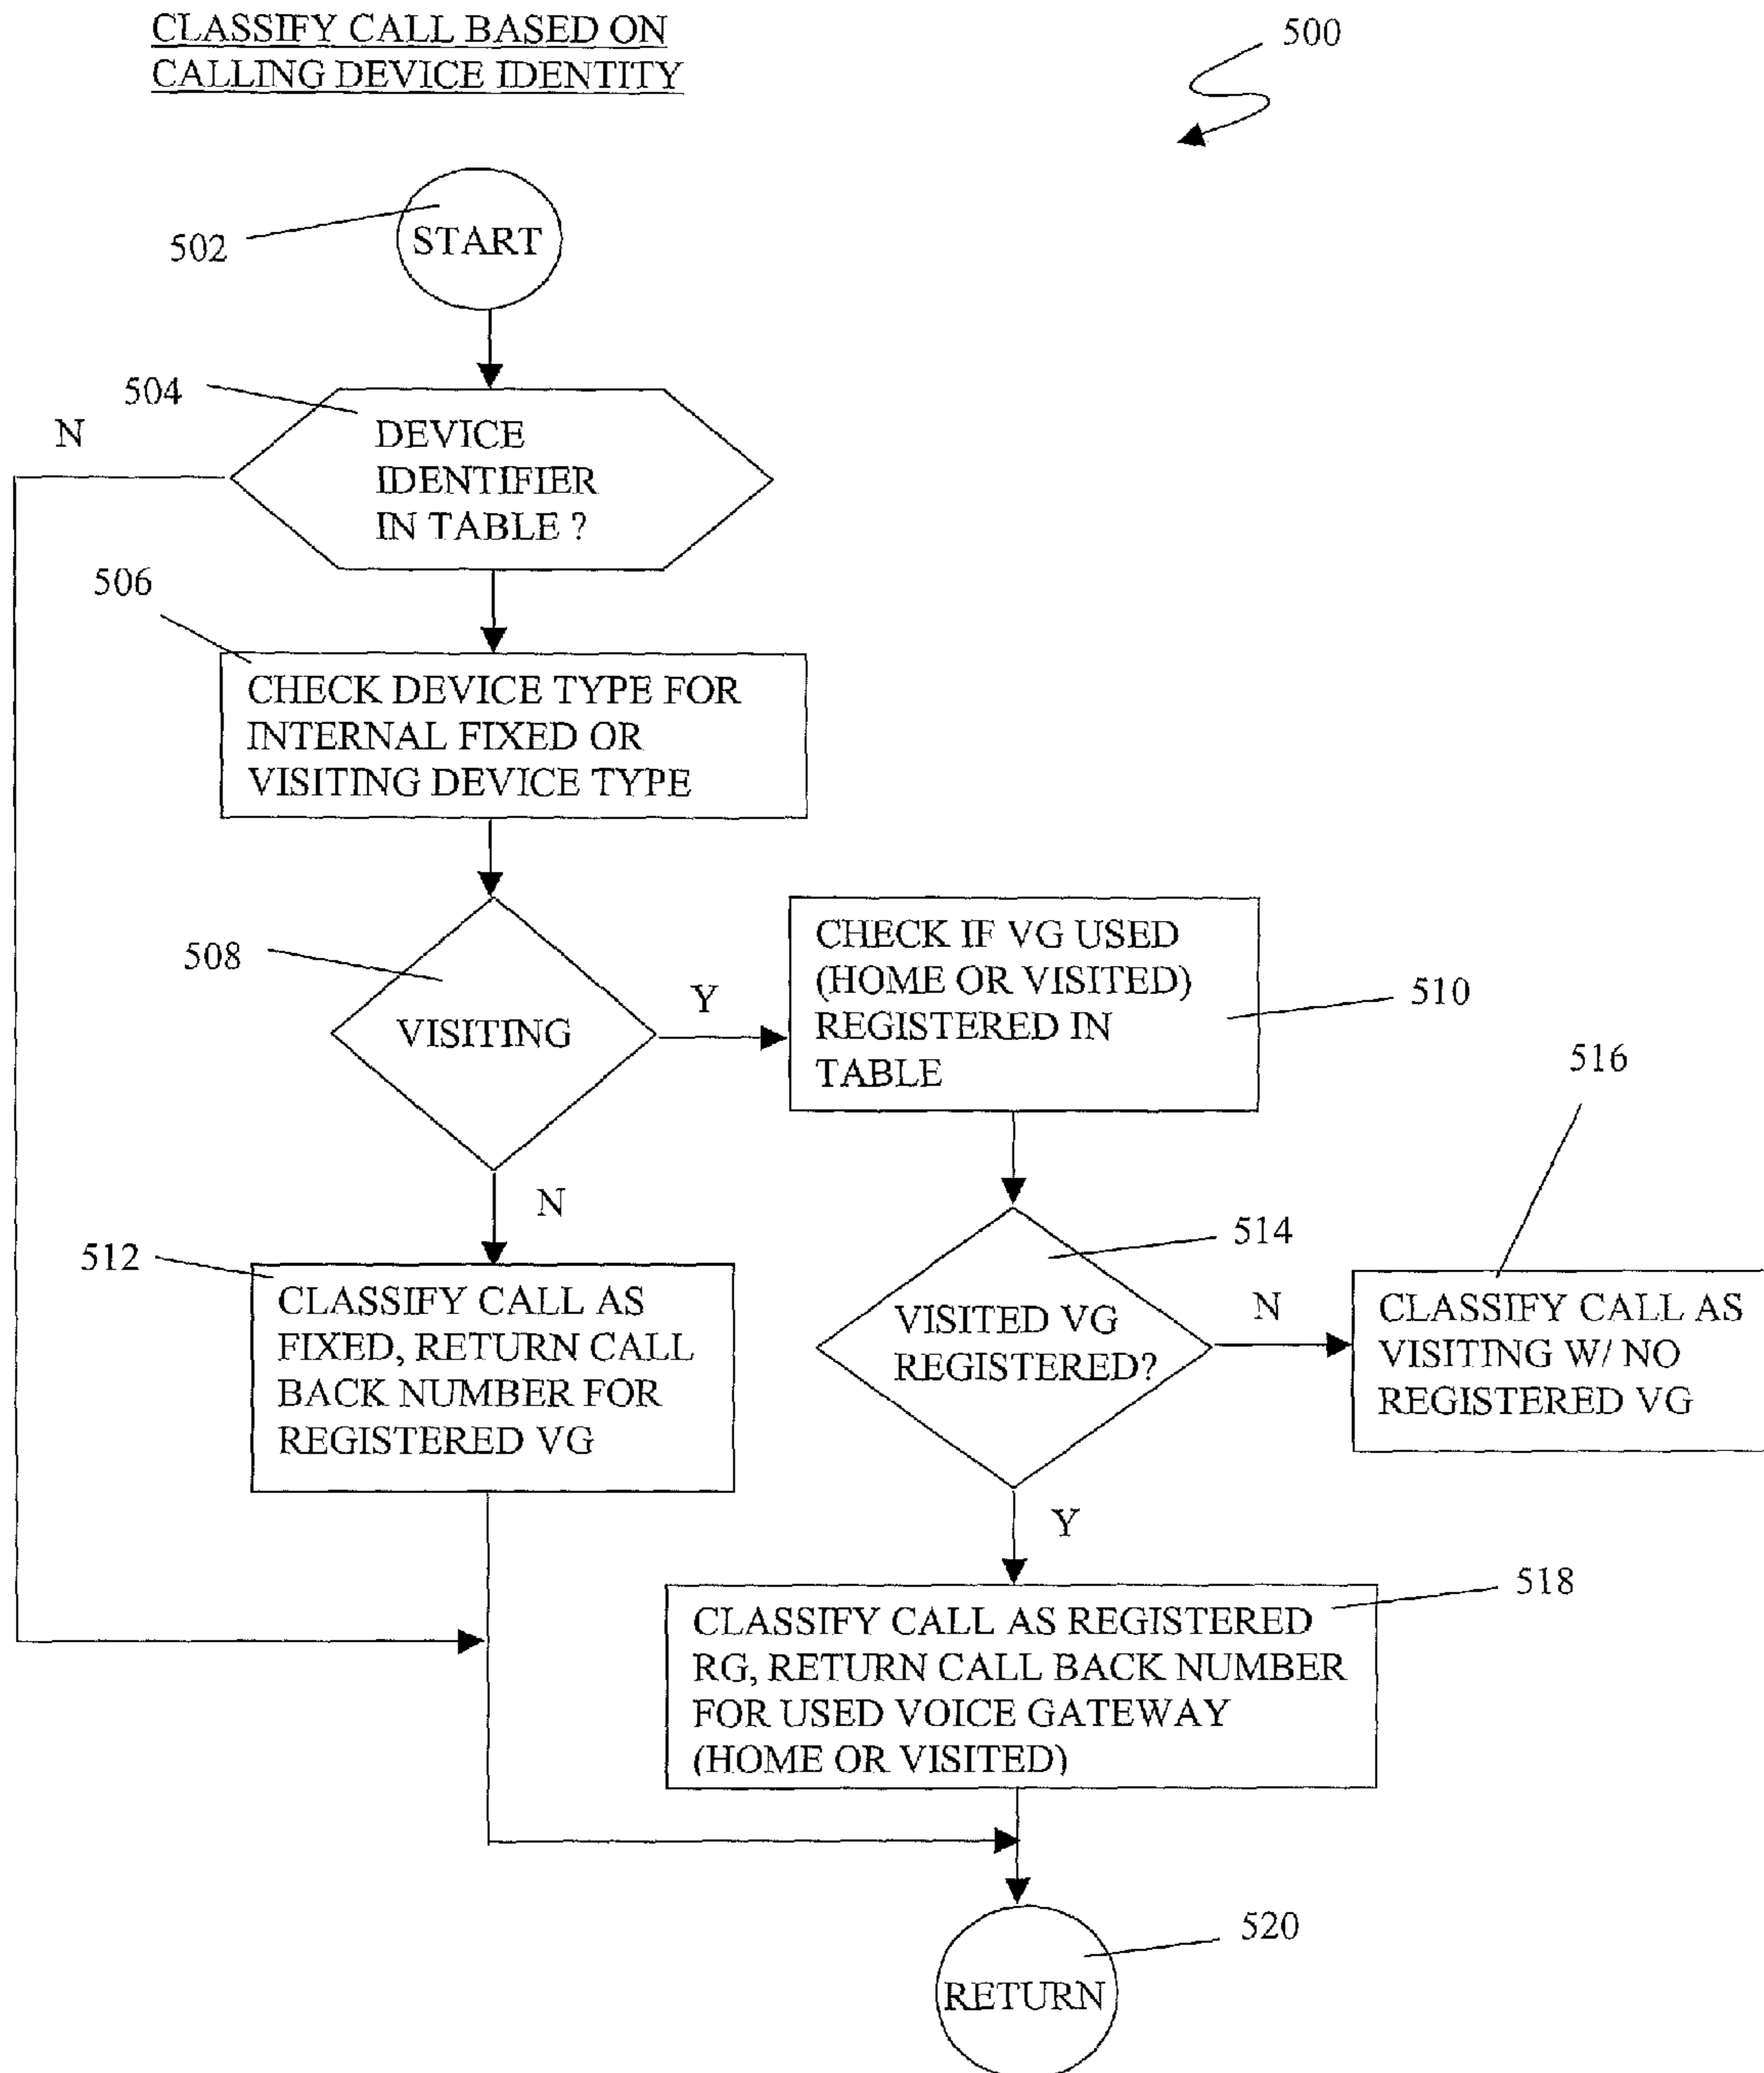 CLASSIFY CALL BASED ON
CALLING DEVICE IDENTITY
500
502
START
504
N
DEVICE
IDENTIFIER
IN TABLE ?
506
CHECK DEVICE TYPE FOR
INTERNAL FIXED OR
VISITING DEVICE TYPE
508
VISITING
Y
CHECK IF VG USED
(HOME OR VISITED)
REGISTERED IN
TABLE
510
N
512
CLASSIFY CALL AS
FIXED, RETURN CALL
BACK NUMBER FOR
REGISTERED VG
514
VISITED VG
REGISTERED?
N
516
CLASSIFY CALL AS
VISITING W/ NO
REGISTERED VG
Y
518
CLASSIFY CALL AS REGISTERED
RG, RETURN CALL BACK NUMBER
FOR USED VOICE GATEWAY
(HOME OR VISITED)
520
RETURN